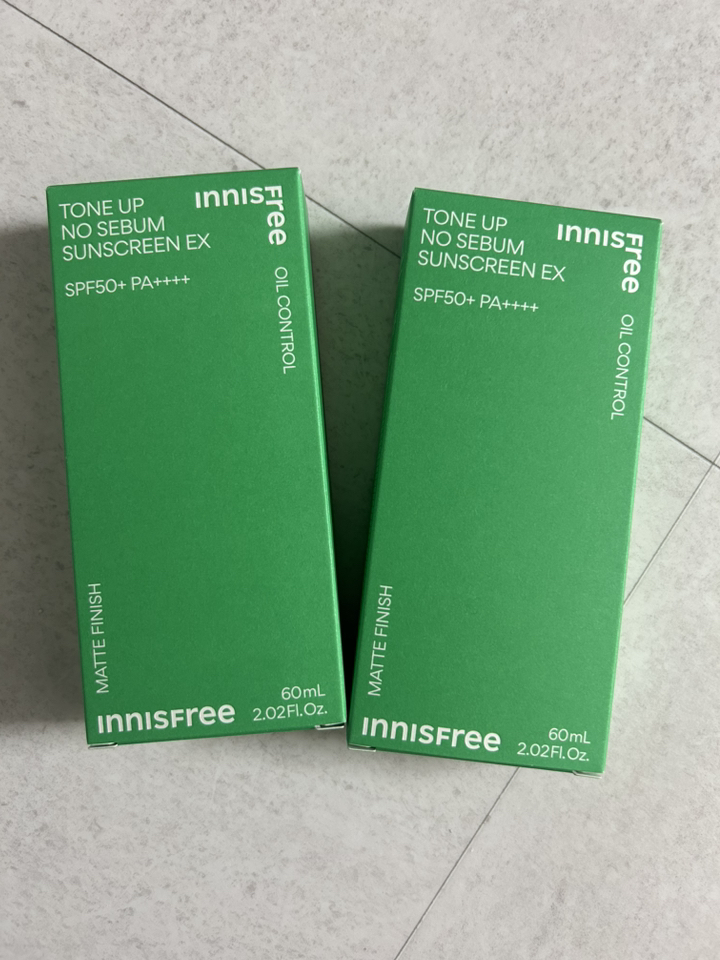 TONE UP
NO SEBUM
SUNSCREEN EX
SPF50+ PA++++
INNISFree
OIL CONTROL
MATTE FINISH
INNISFree
60mL
2.02Fl.Oz.
TONE UP
NO SEBUM
SUNSCREEN EX
SPF50+ PA++++
INNISFree
OIL CONTROL
MATTE FINISH
INNISFree
60mL
2.02Fl.Oz.